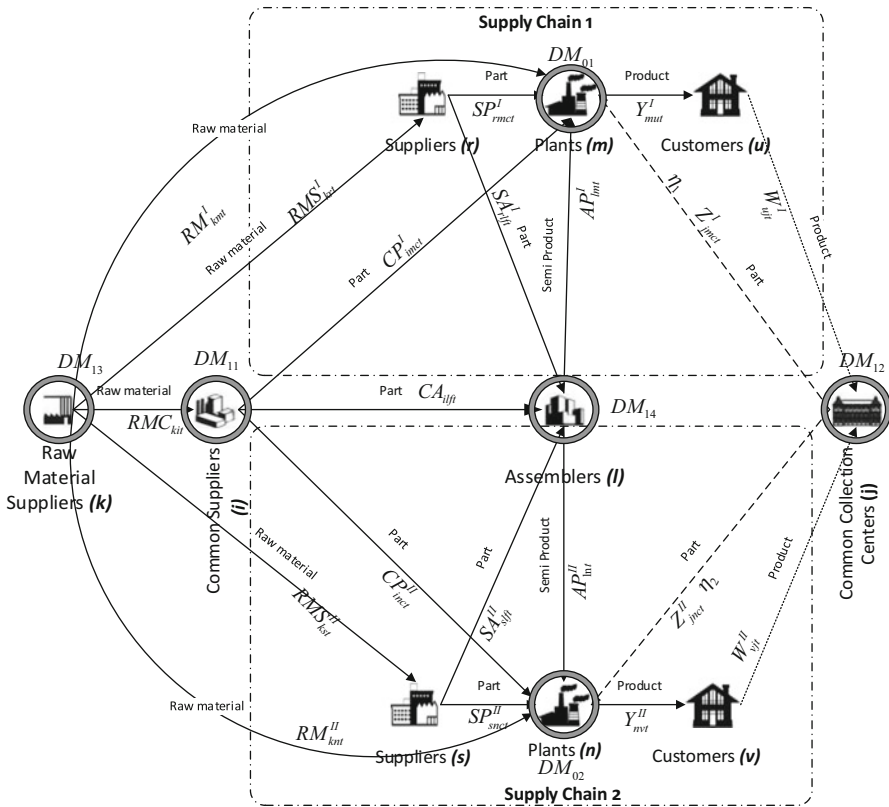 Supply Chain 1
DM₀₁
Part
Product
SP^I_rmct
Y^I_mut
Suppliers (r)
Plants (m)
Customers (u)
Raw material
RM^I_kmt
RMS^I_krt
Raw material
Part
CP^I_imct
SA^I_rlft
Part
Semi Product
AP^I_lmt
η₁
Z^I_jmct
Part
W^I_ujt
Product
DM₁₃
DM₁₁
DM₁₂
Raw material
Part
CA_ilft
RMC_kit
DM₁₄
Raw
Material
Suppliers (k)
Common Suppliers
(i)
Assemblers (l)
Common Collection
Centers (j)
Raw material
RMS^II_kst
Part
CP^II_inct
Part
SA^II_slft
Semi Product
AP^II_lnt
Part
Z^II_jnct η₂
Product
W^II_vjt
Raw material
RM^II_knt
Part
Product
SP^II_snct
Y^II_nvt
Suppliers (s)
Plants (n)
Customers (v)
DM₀₂
Supply Chain 2